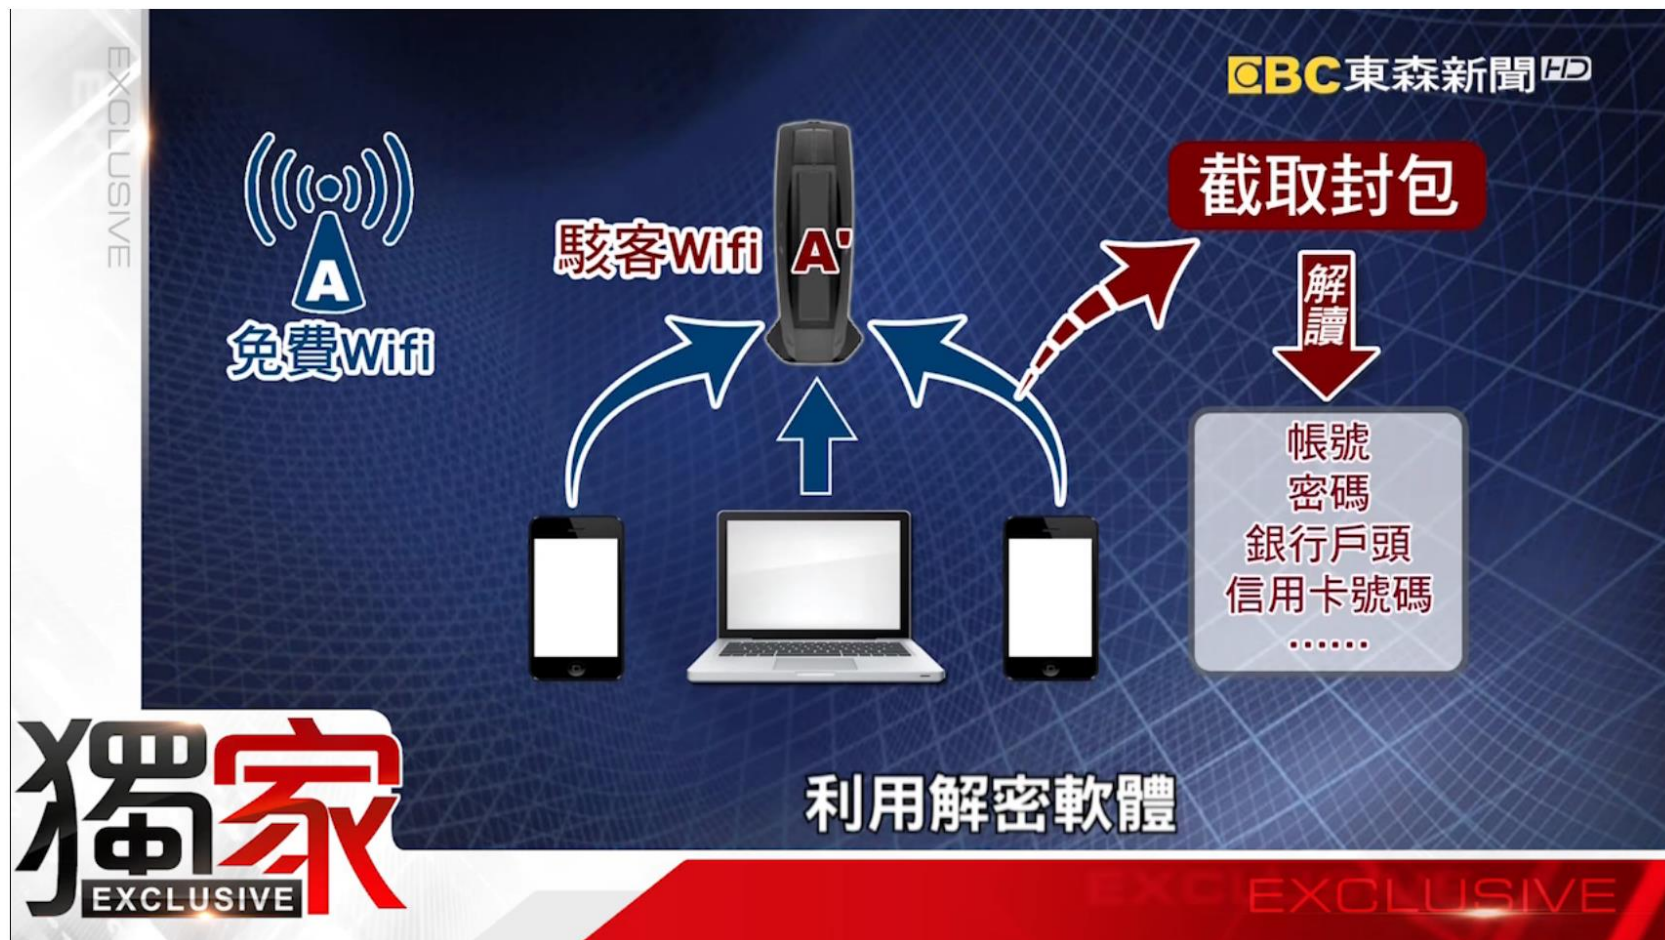 EXCLUSIVE
EBC東森新聞HD
截取封包
駭客Wifi
A'
A
免費Wifi
解讀
帳號
密碼
銀行戶頭
信用卡號碼
......
利用解密軟體
獨家
EXCLUSIVE
EXCLUSIVE